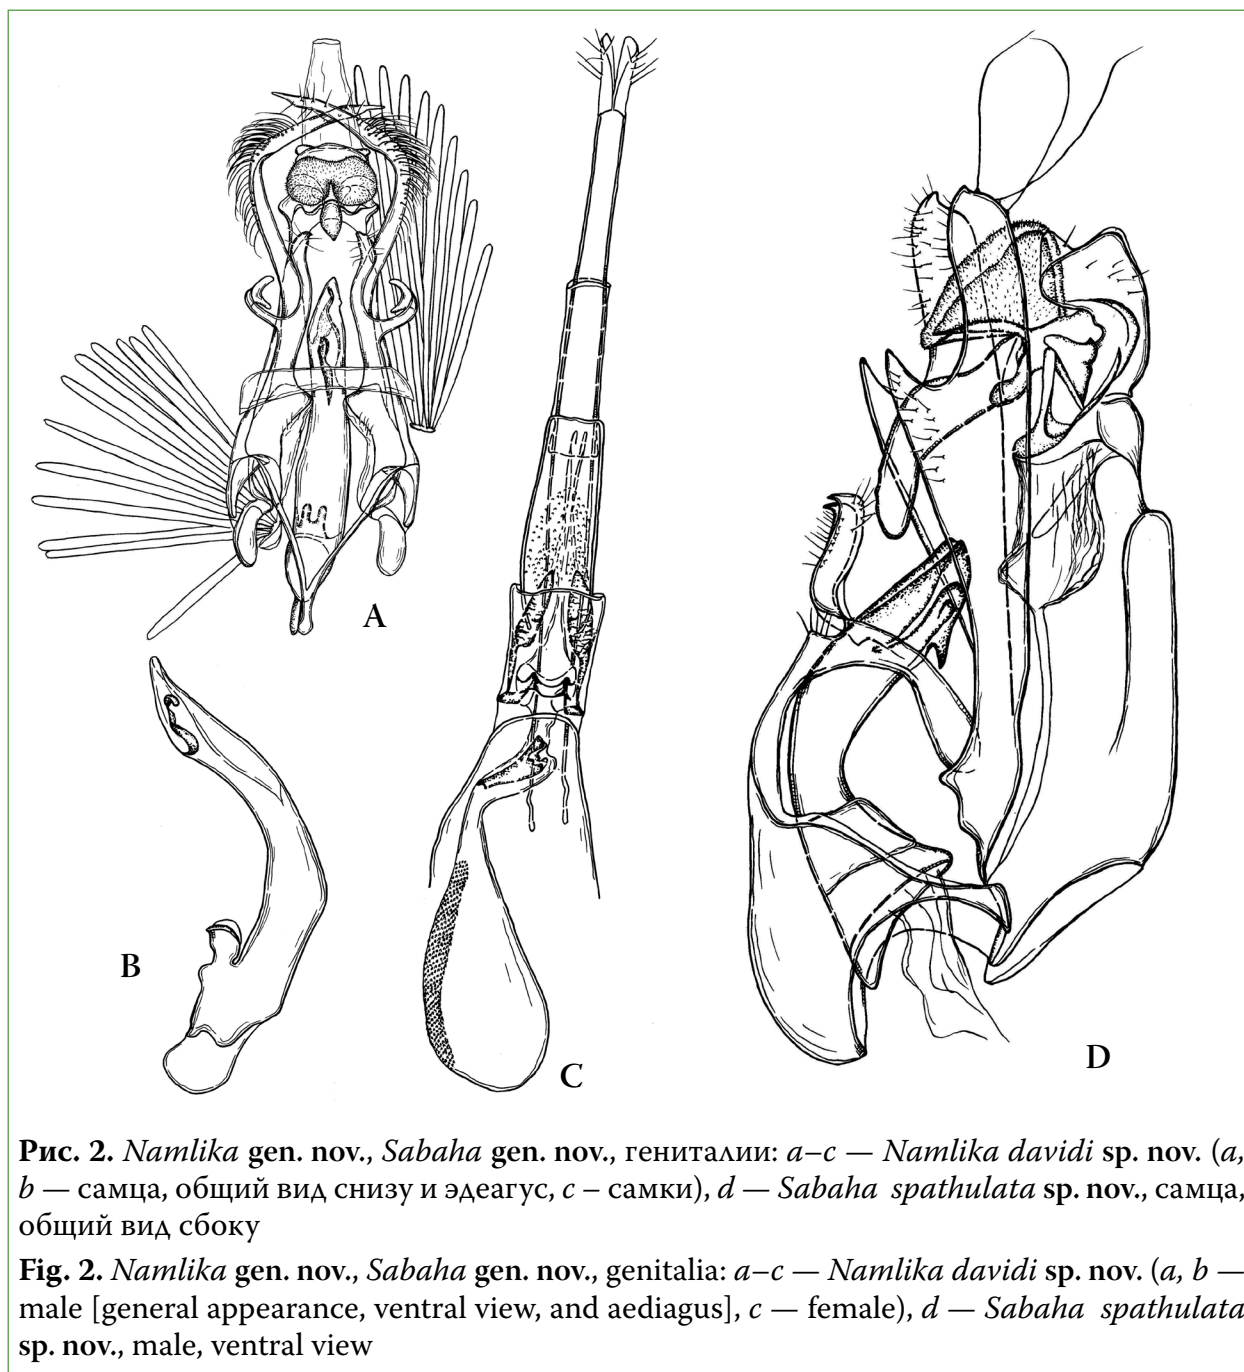 A
B
C
D
Рис. 2. Namlika gen. nov., Sabaha gen. nov., гениталии: a–c — Namlika davidi sp. nov. (a,
b — самца, общий вид снизу и эдеагус, c – самки), d — Sabaha spathulata sp. nov., самца,
общий вид сбоку
Fig. 2. Namlika gen. nov., Sabaha gen. nov., genitalia: a–c — Namlika davidi sp. nov. (a, b —
male [general appearance, ventral view, and aediagus], c — female), d — Sabaha spathulata
sp. nov., male, ventral view